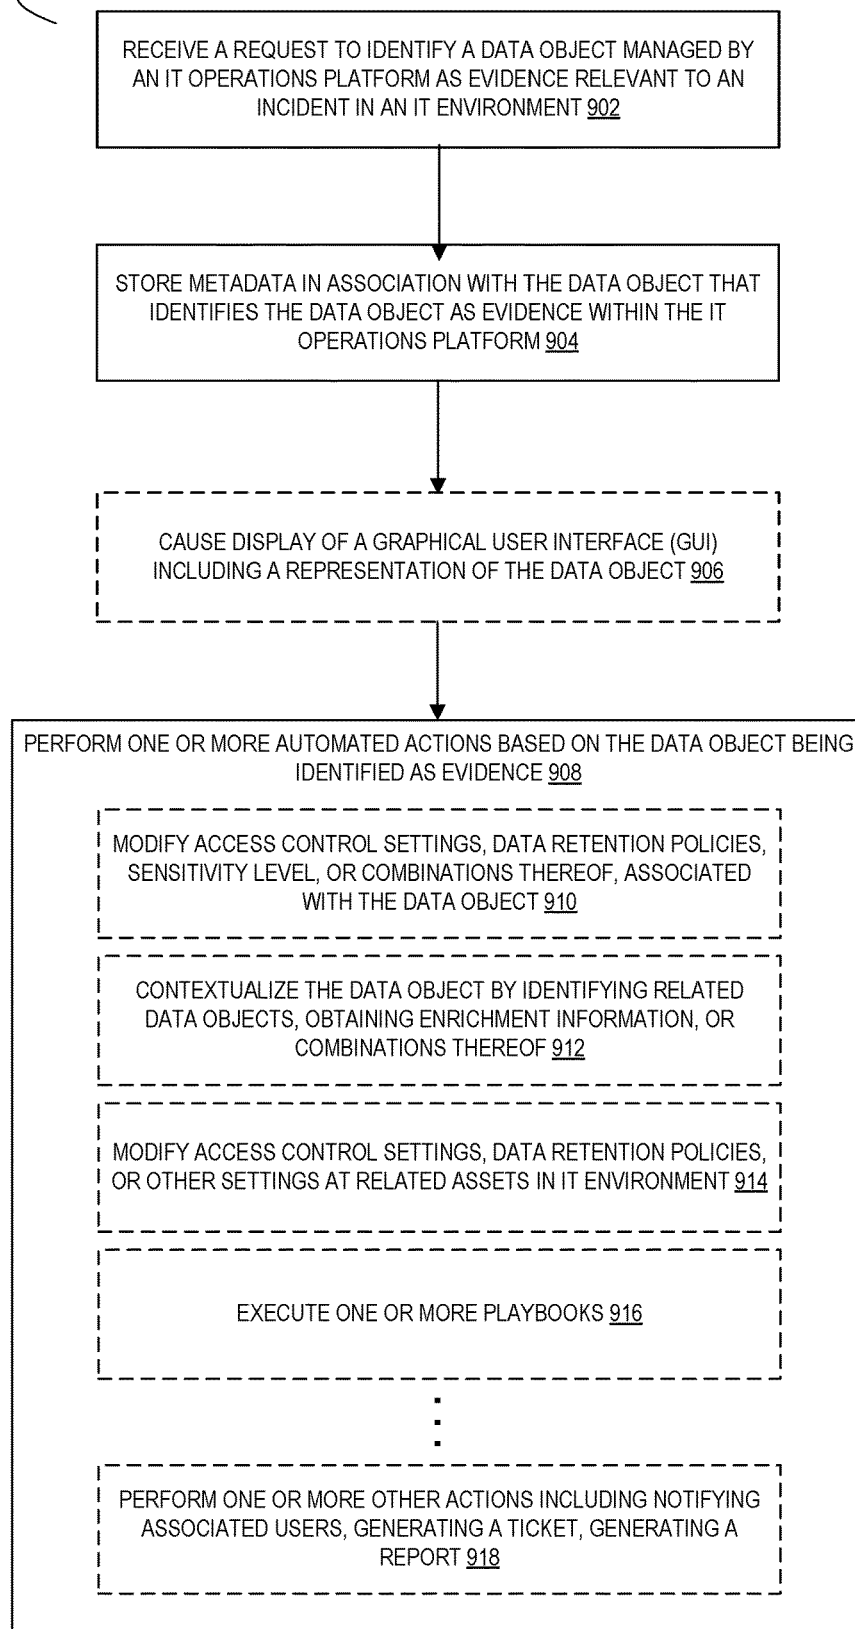 RECEIVE A REQUEST TO IDENTIFY A DATA OBJECT MANAGED BY
AN IT OPERATIONS PLATFORM AS EVIDENCE RELEVANT TO AN
INCIDENT IN AN IT ENVIRONMENT 902
STORE METADATA IN ASSOCIATION WITH THE DATA OBJECT THAT
IDENTIFIES THE DATA OBJECT AS EVIDENCE WITHIN THE IT
OPERATIONS PLATFORM 904
CAUSE DISPLAY OF A GRAPHICAL USER INTERFACE (GUI)
INCLUDING A REPRESENTATION OF THE DATA OBJECT 906
PERFORM ONE OR MORE AUTOMATED ACTIONS BASED ON THE DATA OBJECT BEING
IDENTIFIED AS EVIDENCE 908
MODIFY ACCESS CONTROL SETTINGS, DATA RETENTION POLICIES,
SENSITIVITY LEVEL, OR COMBINATIONS THEREOF, ASSOCIATED
WITH THE DATA OBJECT 910
CONTEXTUALIZE THE DATA OBJECT BY IDENTIFYING RELATED
DATA OBJECTS, OBTAINING ENRICHMENT INFORMATION, OR
COMBINATIONS THEREOF 912
MODIFY ACCESS CONTROL SETTINGS, DATA RETENTION POLICIES,
OR OTHER SETTINGS AT RELATED ASSETS IN IT ENVIRONMENT 914
EXECUTE ONE OR MORE PLAYBOOKS 916
PERFORM ONE OR MORE OTHER ACTIONS INCLUDING NOTIFYING
ASSOCIATED USERS, GENERATING A TICKET, GENERATING A
REPORT 918